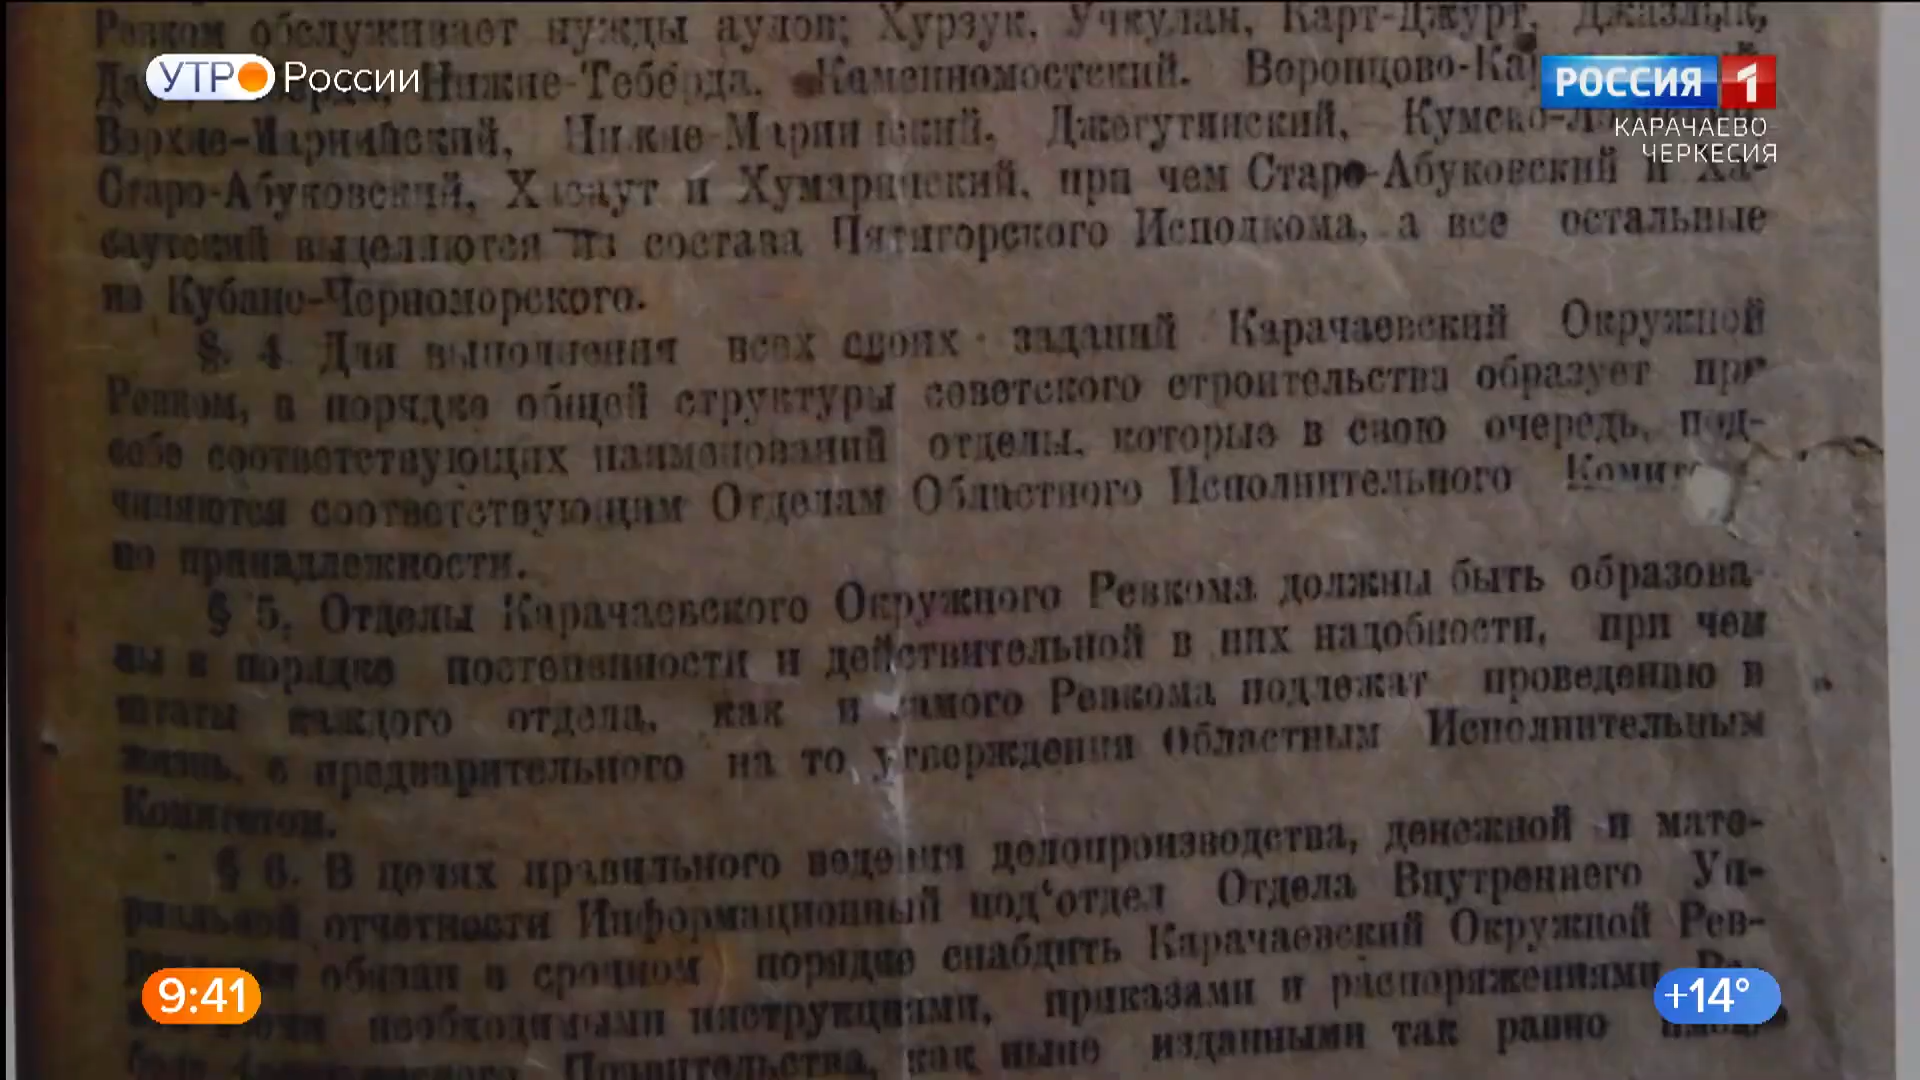 Ревком обслуживает нужды аулов; Хурзук, Учкулан, Карт-Джурт, Джазлык,
УТРО России
Нижне-Теберда, Каменномостский. Воронцово-
РОССИЯ 1
КАРАЧАЕВО-
ЧЕРКЕСИЯ
Верхне-Мариийский, Нижне-Мариинский, Джегутинский, Кумско-
Старо-Абуковский, Хасаут и Хумаринский, при чем Старо-Абуковский и Ха-
саутский выделяются из состава Пятигорского Исполкома, а все остальные
из Кубано-Черноморского.
§. 4. Для выполнения всех своих заданий Карачаевский Окружной
Ревком, в порядке общей структуры советского строительства образует при
себе соответствующих наименований отделы, которые в свою очередь, под-
чиняются соответствующим Отделам Областного Исполнительного
по принадлежности.
§ 5. Отделы Карачаевского Окружного Ревкома должны быть образова-
ны в порядке постепенности и действительной в них надобности, при чем
штаты каждого отдела, как и самого Ревкома подлежат проведению в
жизнь, с предварительного на то утверждения Областным Исполнительным
Комитетом.
§ 6. В целях правильного ведения делопроизводства, денежной и мате-
риальной отчетности Информационный под'отдел Отдела Внутреннего Уп-
обязан в срочном порядке снабдить Карачаевский Окружной Рев-
9:41
+14°
необходимыми инструкциями, приказами и распоряжениями
Правительства, как ныне изданными так равно